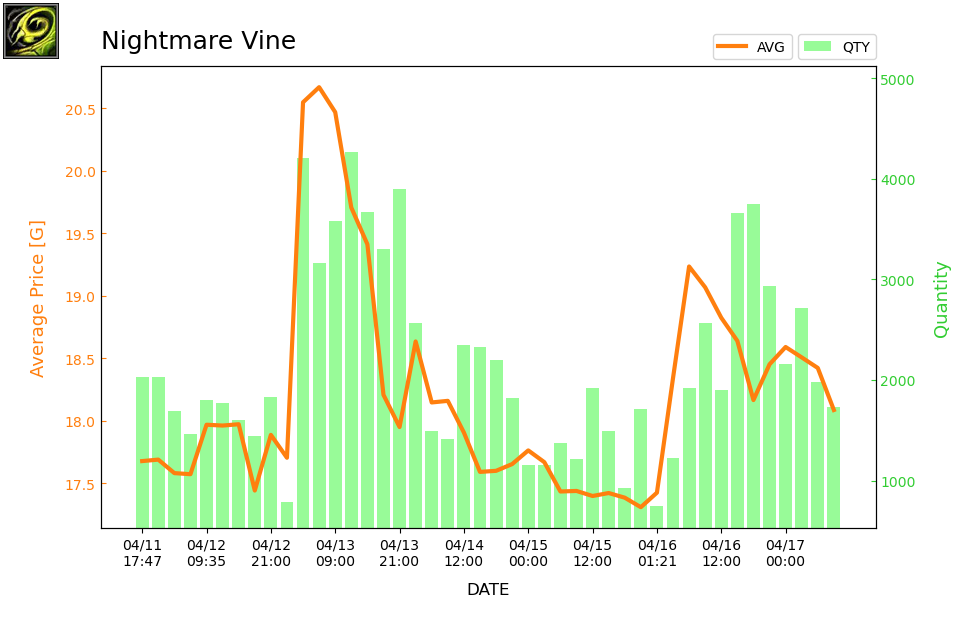 Nightmare Vine
AVG
QTY
Average Price [G]
20.5
20.0
19.5
19.0
18.5
18.0
17.5
5000
4000
3000
2000
1000
Quantity
04/11 04/12 04/12 04/13 04/13 04/14 04/15 04/15 04/16 04/16 04/17
17:47 09:35 21:00 09:00 21:00 12:00 00:00 12:00 01:21 12:00 00:00
DATE